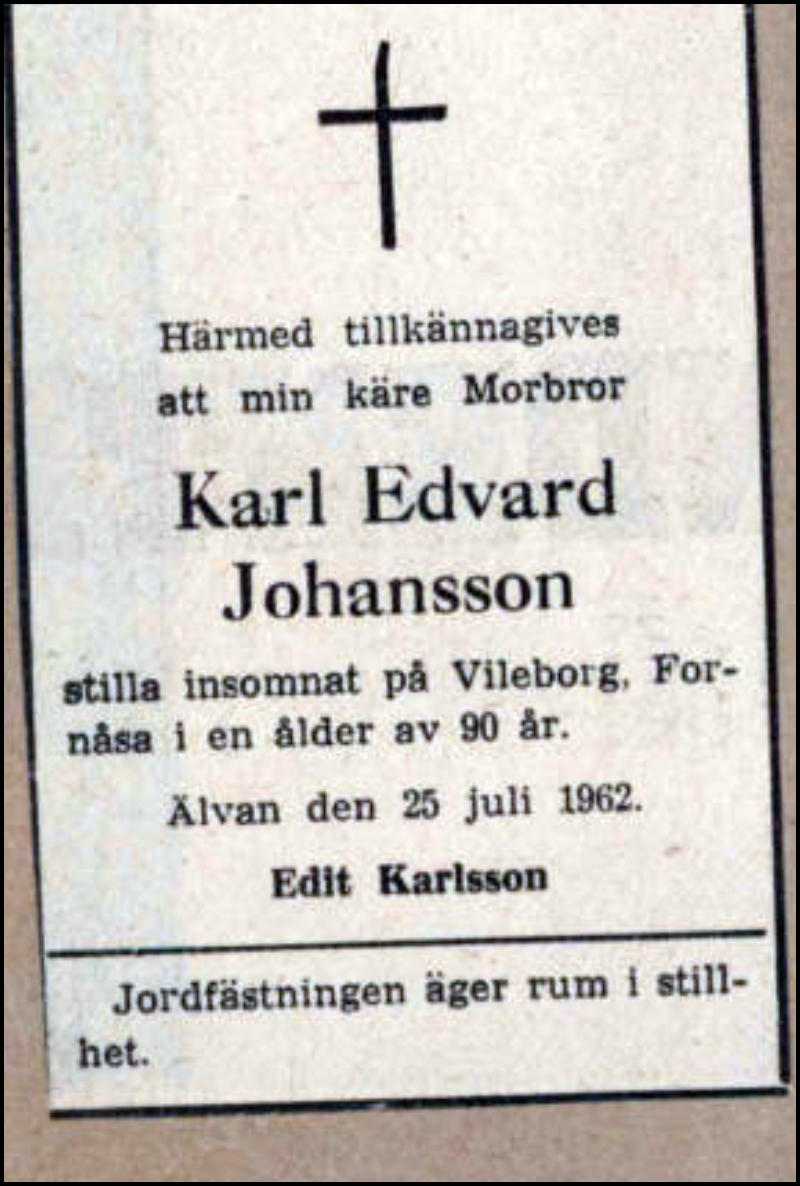 Härmed tillkännagives
att min käre Morbror
Karl Edvard
Johansson
stilla insomnat på Vileborg, For-
nåsa i en ålder av 90 år.
Älvan den 25 juli 1962.
Edit Karlsson
Jordfästningen äger rum i still-
het.